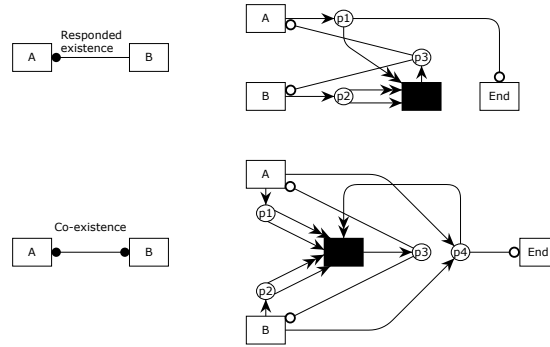 Responded
existence
A
B
A
p1
p3
B
p2
End
Co-existence
A
B
A
p1
p3
p4
End
p2
B